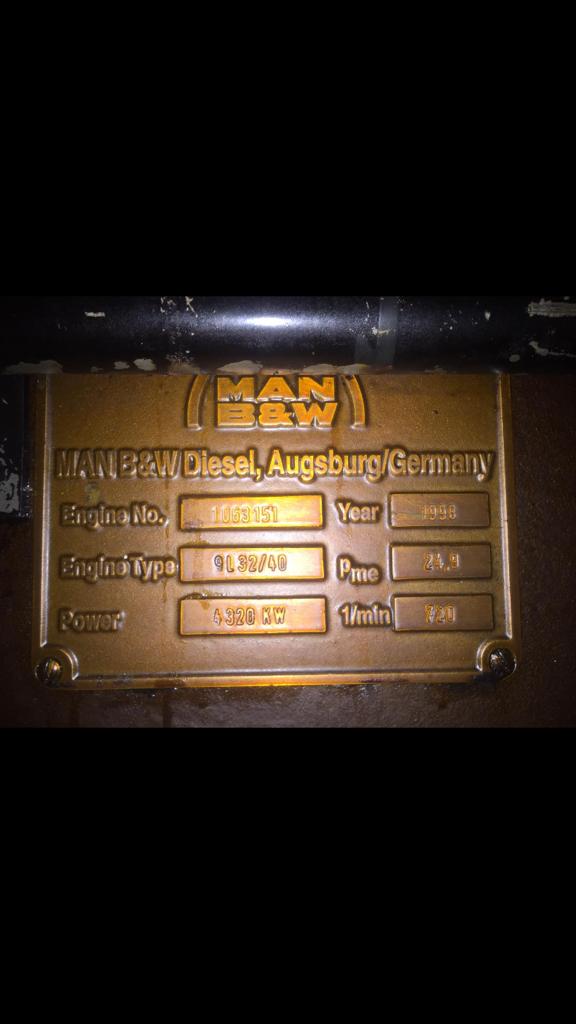 MAN
B&W
MAN B&W Diesel, Augsburg/Germany
Engine No. 1063151 Year 1998
Engine Type 9L32/40 Pme 24,9
Power 4320 KW 1/min 720